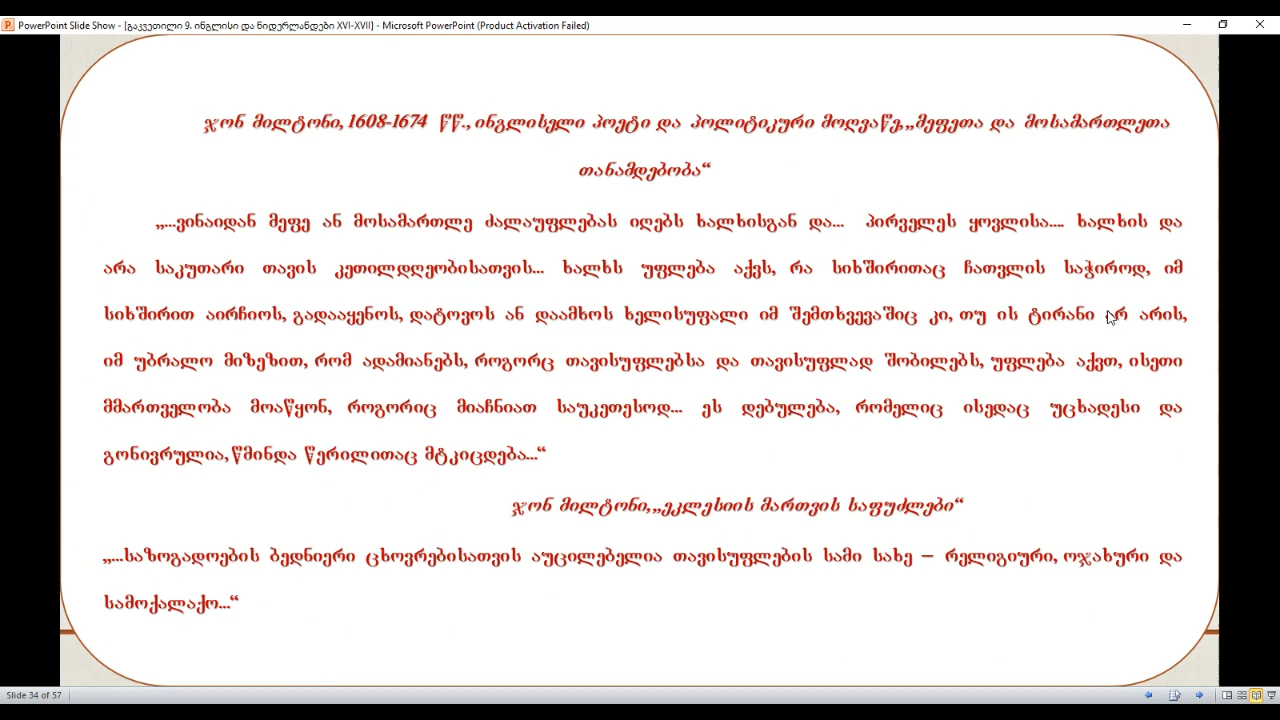 PowerPoint Slide Show - [გაკვეთილი 9. ინგლისი და ნიდერლანდები XVI-XVII] - Microsoft PowerPoint (Product Activation Failed)
ჯონ მილტონი, 1608-1674 წწ., ინგლისელი პოეტი და პოლიტიკური მოღვაწე, „მეფეთა და მოსამართლეთა
თანამდებობა“
„...ვინაიდან მეფე ან მოსამართლე ძალაუფლებას იღებს ხალხისგან და... პირველეს ყოვლისა.... ხალხის და
არა საკუთარი თავის კეთილდღეობისათვის... ხალხს უფლება აქვს, რა სიხშირითაც ჩათვლის საჭიროდ, იმ
სიხშირით აირჩიოს, გადააყენოს, დატოვოს ან დაამხოს ხელისუფალი იმ შემთხვევაშიც კი, თუ ის ტირანი არ არის,
იმ უბრალო მიზეზით, რომ ადამიანებს, როგორც თავისუფლებსა და თავისუფლად შობილებს, უფლება აქვთ, ისეთი
მმართველობა მოაწყონ, როგორიც მიაჩნიათ საუკეთესოდ... ეს დებულება, რომელიც ისედაც უცხადესი და
გონივრულია, წმინდა წერილითაც მტკიცდება...“
ჯონ მილტონი, „ეკლესიის მართვის საფუძლები“
„...საზოგადოების ბედნიერი ცხოვრებისათვის აუცილებელია თავისუფლების სამი სახე – რელიგიური, ოჯახური და
სამოქალაქო...“
Slide 34 of 57